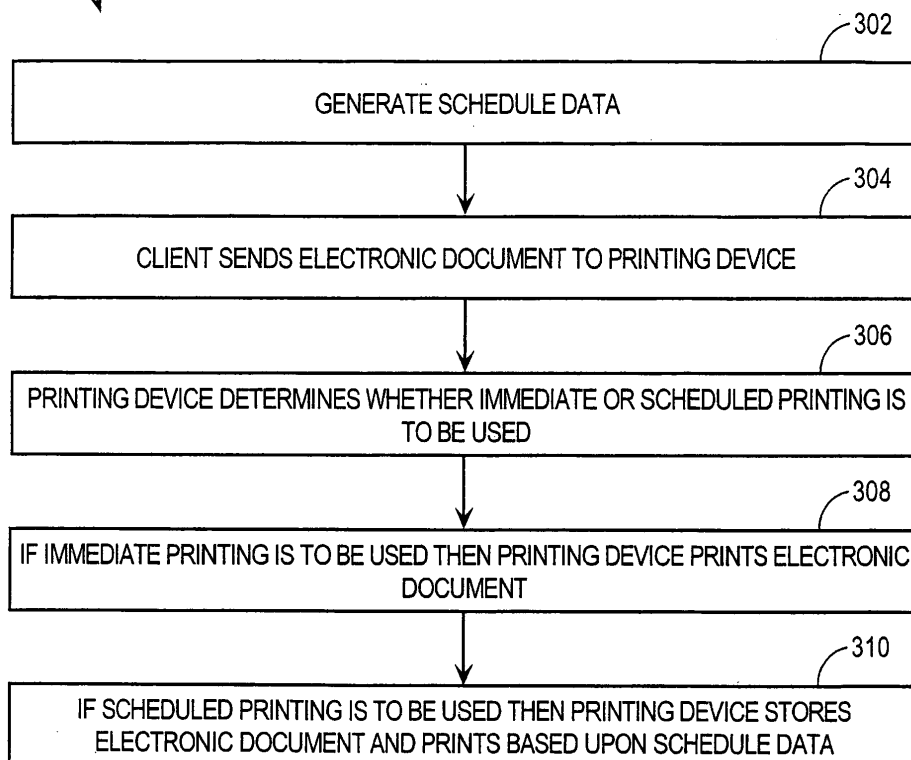 302
GENERATE SCHEDULE DATA
304
CLIENT SENDS ELECTRONIC DOCUMENT TO PRINTING DEVICE
306
PRINTING DEVICE DETERMINES WHETHER IMMEDIATE OR SCHEDULED PRINTING IS
TO BE USED
308
IF IMMEDIATE PRINTING IS TO BE USED THEN PRINTING DEVICE PRINTS ELECTRONIC
DOCUMENT
310
IF SCHEDULED PRINTING IS TO BE USED THEN PRINTING DEVICE STORES
ELECTRONIC DOCUMENT AND PRINTS BASED UPON SCHEDULE DATA